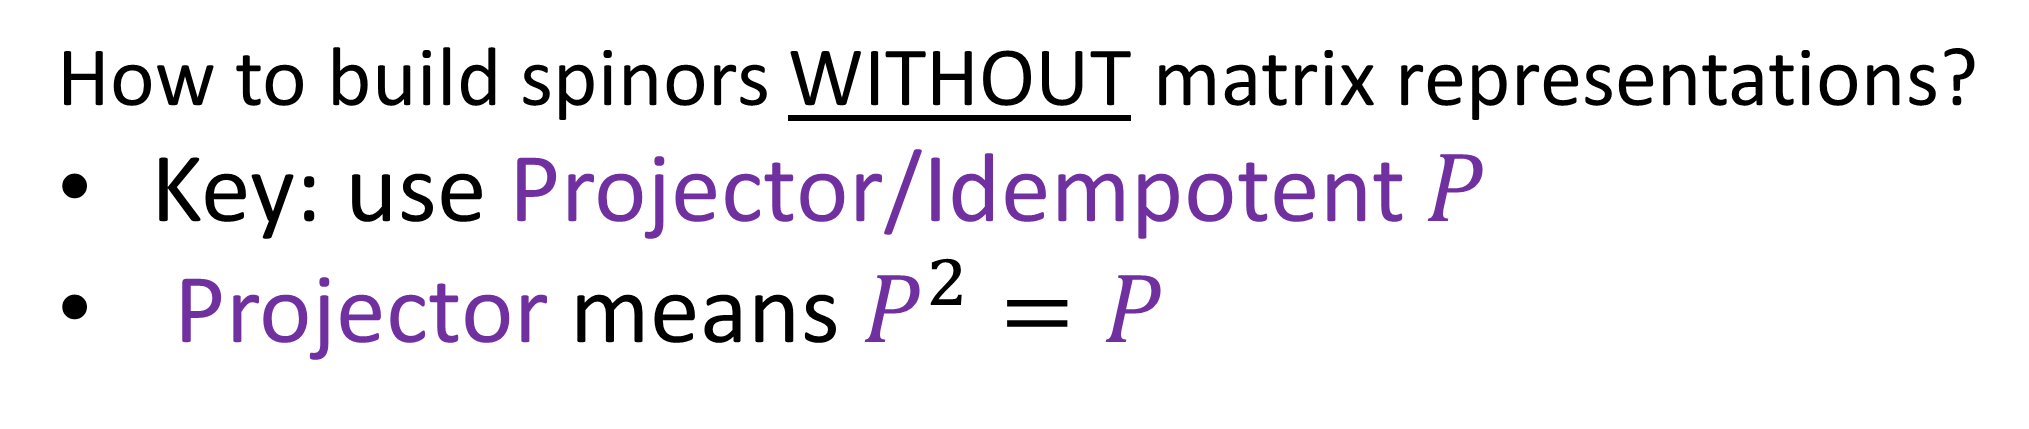 How to build spinors WITHOUT matrix representations?
• Key: use Projector/Idempotent P
• Projector means P² = P